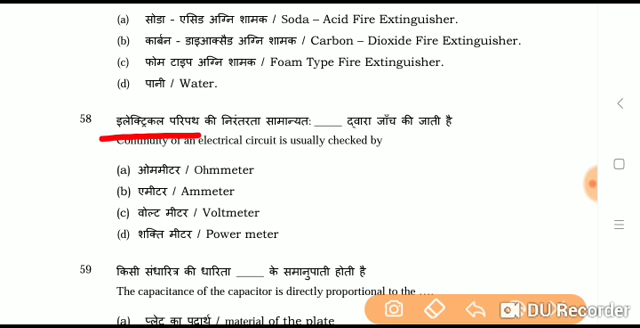 (a) सोडा - एसिड अग्नि शामक / Soda – Acid Fire Extinguisher.
(b) कार्बन - डाइआक्सैड अग्नि शामक / Carbon – Dioxide Fire Extinguisher.
(c) फोम टाइप अग्नि शामक / Foam Type Fire Extinguisher.
(d) पानी / Water.
58 इलेक्ट्रिकल परिपथ की निरंतरता सामान्यत: _____ द्वारा जाँच की जाती है
Continuity of an electrical circuit is usually checked by
(a) ओममीटर / Ohmmeter
(b) एमीटर / Ammeter
(c) वोल्ट मीटर / Voltmeter
(d) शक्ति मीटर / Power meter
59 किसी संधारित्र की धारिता _____ के समानुपाती होती है
The capacitance of the capacitor is directly proportional to the ....
(a) प्लेट का पदार्थ / material of the plate
DU Recorder